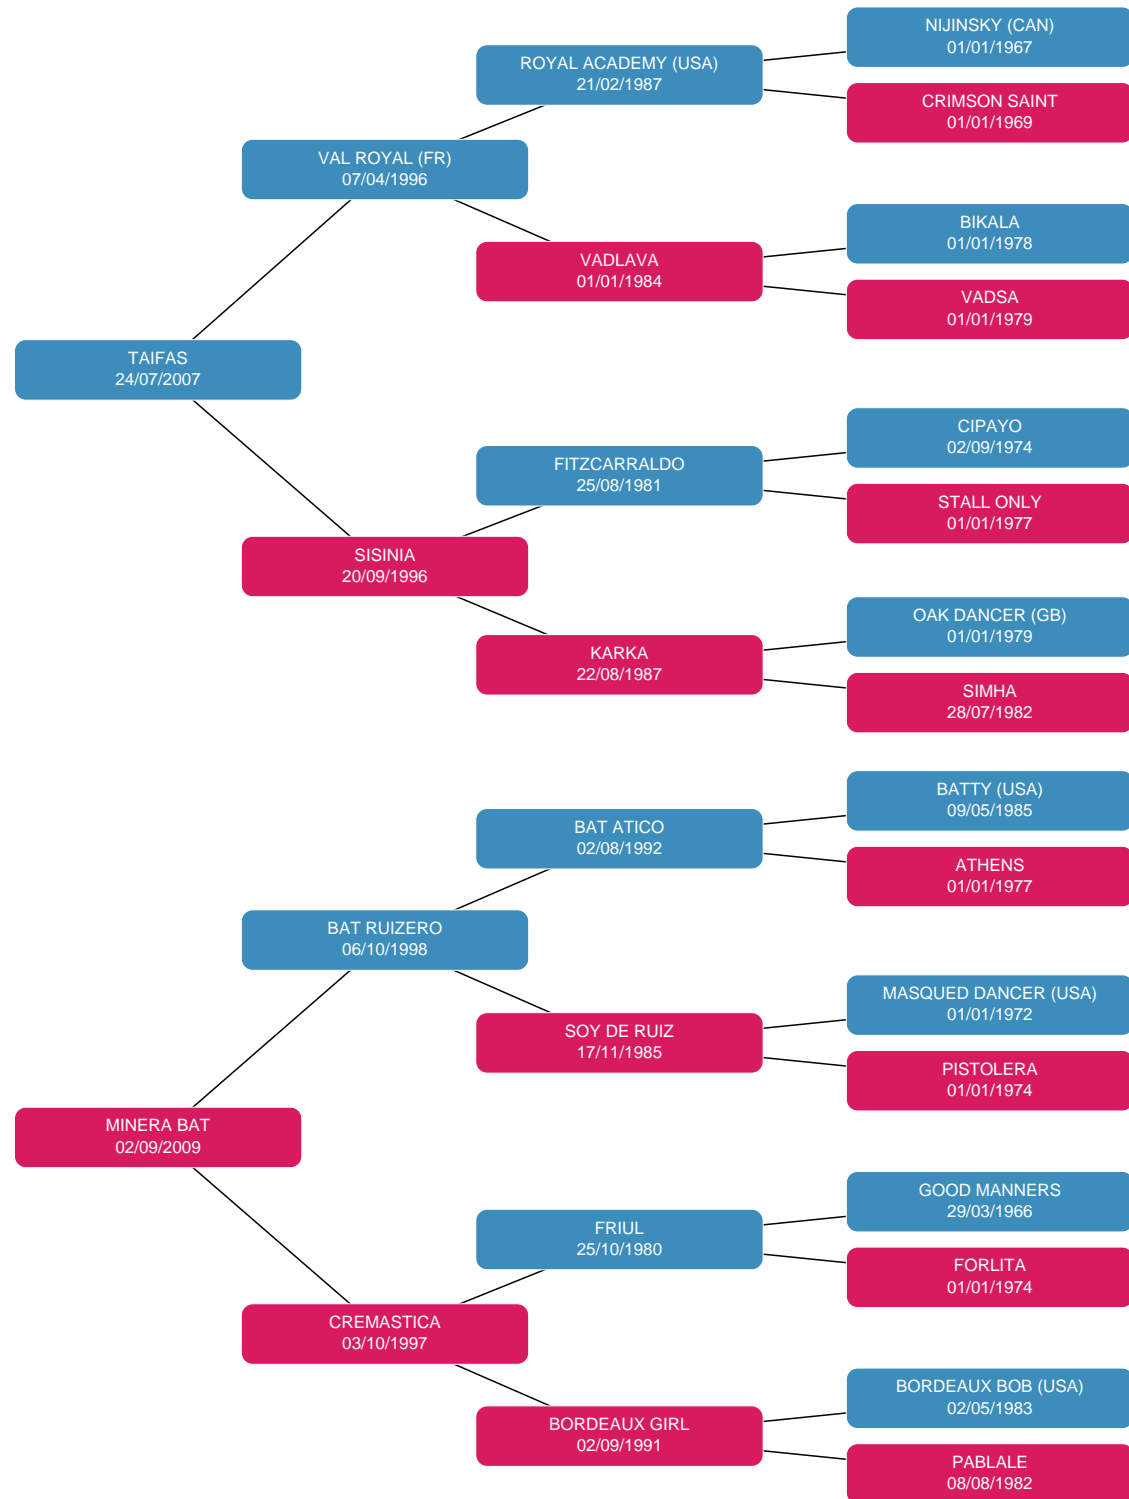 NIJINSKY (CAN)
01/01/1967
ROYAL ACADEMY (USA)
21/02/1987
CRIMSON SAINT
01/01/1969
VAL ROYAL (FR)
07/04/1996
BIKALA
01/01/1978
VADLAVA
01/01/1984
VADSA
01/01/1979
TAIFAS
24/07/2007
CIPAYO
02/09/1974
FITZCARRALDO
25/08/1981
STALL ONLY
01/01/1977
SISINIA
20/09/1996
OAK DANCER (GB)
01/01/1979
KARKA
22/08/1987
SIMHA
28/07/1982
BATTY (USA)
09/05/1985
BAT ATICO
02/08/1992
ATHENS
01/01/1977
BAT RUIZERO
06/10/1998
MASQUED DANCER (USA)
01/01/1972
SOY DE RUIZ
17/11/1985
PISTOLERA
01/01/1974
MINERA BAT
02/09/2009
GOOD MANNERS
29/03/1966
FRIUL
25/10/1980
FORLITA
01/01/1974
CREMASTICA
03/10/1997
BORDEAUX BOB (USA)
02/05/1983
BORDEAUX GIRL
02/09/1991
PABLALE
08/08/1982